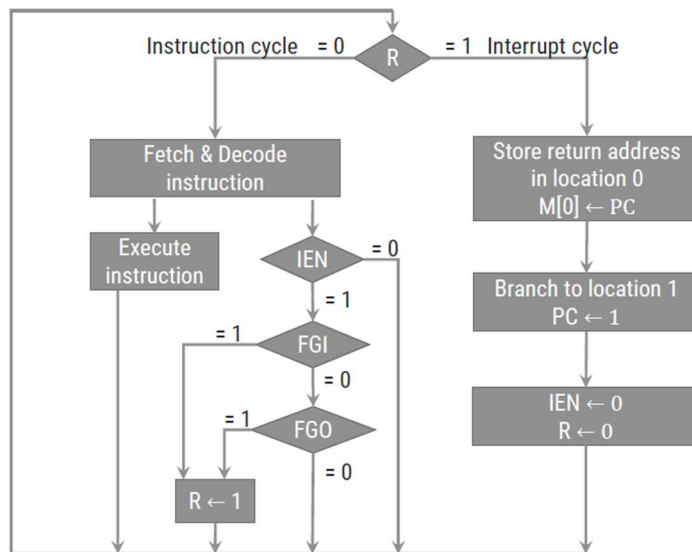 Instruction cycle = 0
R
= 1 Interrupt cycle
Fetch & Decode
instruction
Store return address
in location 0
M[0] ← PC
Execute
instruction
IEN
= 0
= 1
Branch to location 1
PC ← 1
= 1
FGI
= 0
= 1
FGO
= 0
IEN ← 0
R ← 0
R ← 1